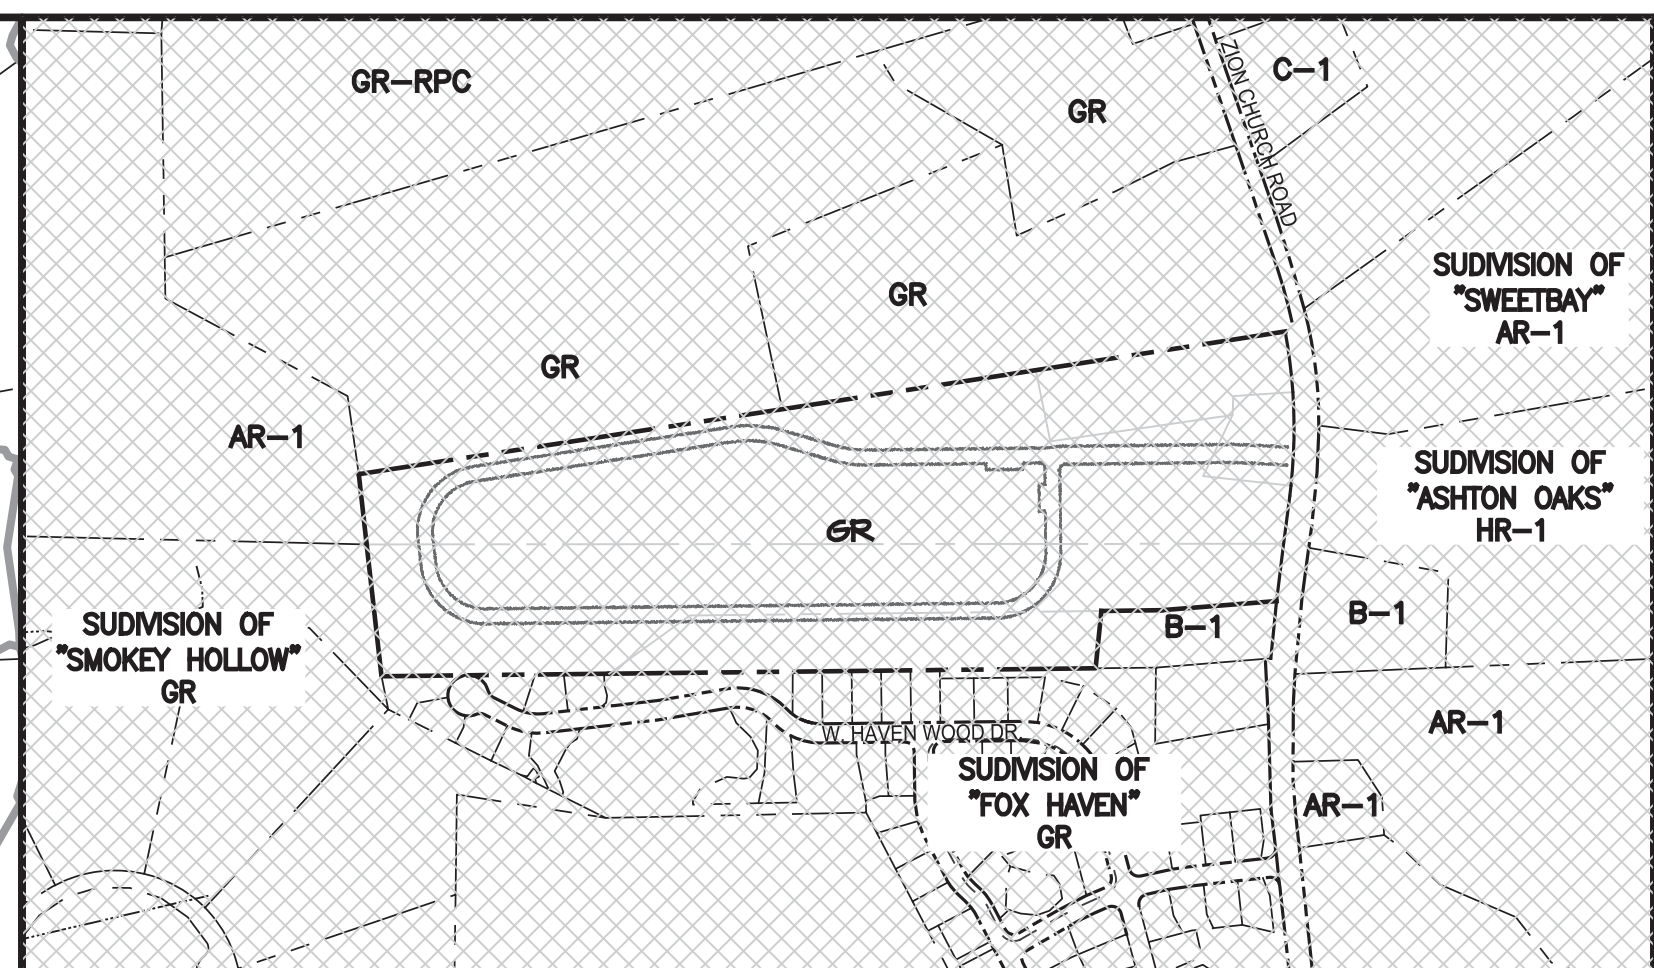 GR-RPC
C-1
GR
ZION CHURCH ROAD
SUDIVISION OF
"SWEETBAY"
AR-1
GR
GR
AR-1
SUDIVISION OF
"ASHTON OAKS"
HR-1
GR
SUDIVISION OF
"SMOKEY HOLLOW"
GR
B-1
B-1
W. HAVEN WOOD DR.
AR-1
SUDIVISION OF
"FOX HAVEN"
GR
AR-1